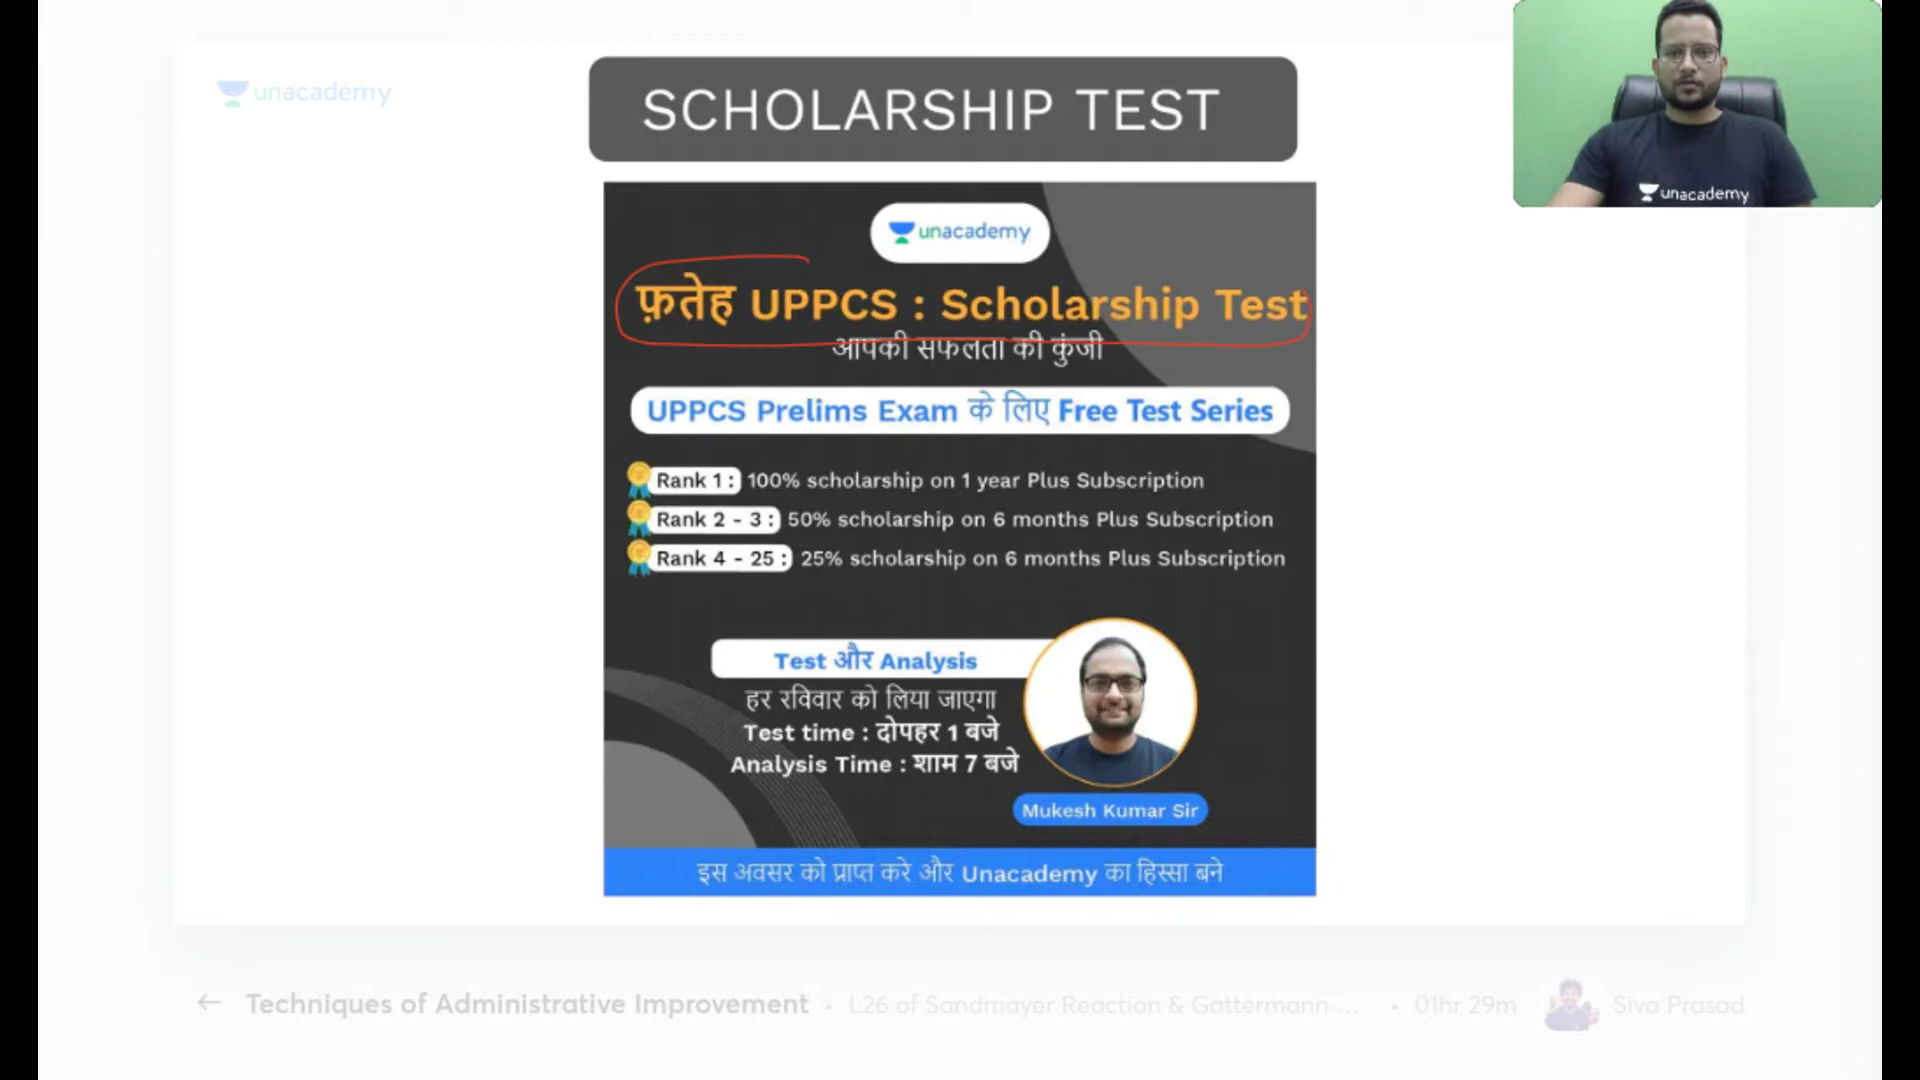 unacademy
SCHOLARSHIP TEST
unacademy
unacademy
फ़तेह UPPCS : Scholarship Test
आपकी सफलता की कुंजी
UPPCS Prelims Exam के लिए Free Test Series
Rank 1 : 100% scholarship on 1 year Plus Subscription
Rank 2 - 3 : 50% scholarship on 6 months Plus Subscription
Rank 4 - 25 : 25% scholarship on 6 months Plus Subscription
Test और Analysis
हर रविवार को लिया जाएगा
Test time : दोपहर 1 बजे
Analysis Time : शाम 7 बजे
Mukesh Kumar Sir
इस अवसर को प्राप्त करे और Unacademy का हिस्सा बने
← Techniques of Administrative Improvement • L26 of Sandmayer Reaction & Gattermann ... • 01hr 29m Siva Prasad